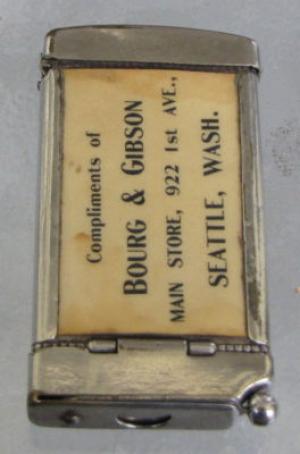 Compliments of
BOURG & GIBSON
MAIN STORE, 922 1st AVE.,
SEATTLE, WASH.